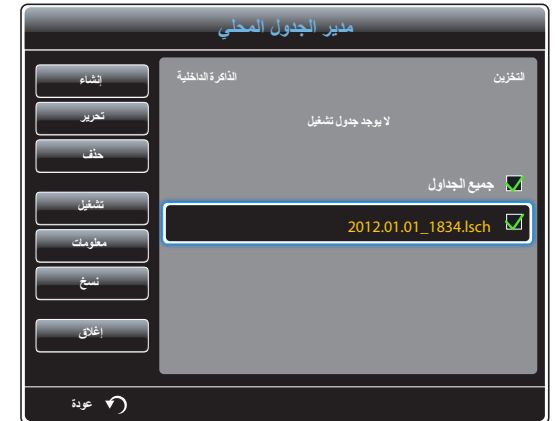 مدير الجدول المحلي
التخزين
الذاكرة الداخلية
لا يوجد جدول تشغيل
جميع الجداول
2012.01.01_1834.lsch
إنشاء
تحرير
حذف
تشغيل
معلومات
نسخ
إغلاق
عودة